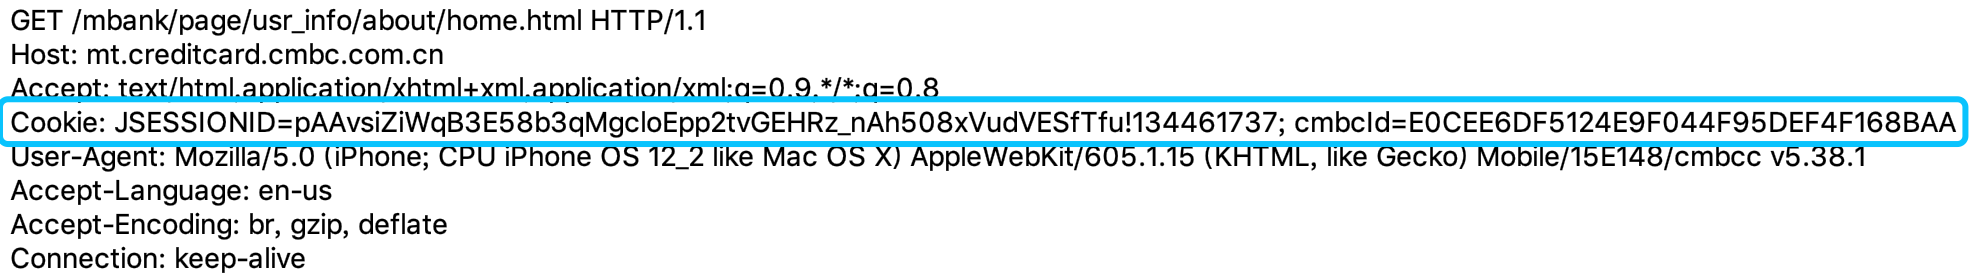 GET /mbank/page/usr_info/about/home.html HTTP/1.1
Host: mt.creditcard.cmbc.com.cn
Accept: text/html,application/xhtml+xml,application/xml;q=0.9,*/*;q=0.8
Cookie: JSESSIONID=pAAvsiZiWqB3E58b3qMgcloEpp2tvGEHRz_nAh508xVudVESfTfu!134461737; cmbcId=E0CEE6DF5124E9F044F95DEF4F168BAA
User-Agent: Mozilla/5.0 (iPhone; CPU iPhone OS 12_2 like Mac OS X) AppleWebKit/605.1.15 (KHTML, like Gecko) Mobile/15E148/cmbcc v5.38.1
Accept-Language: en-us
Accept-Encoding: br, gzip, deflate
Connection: keep-alive